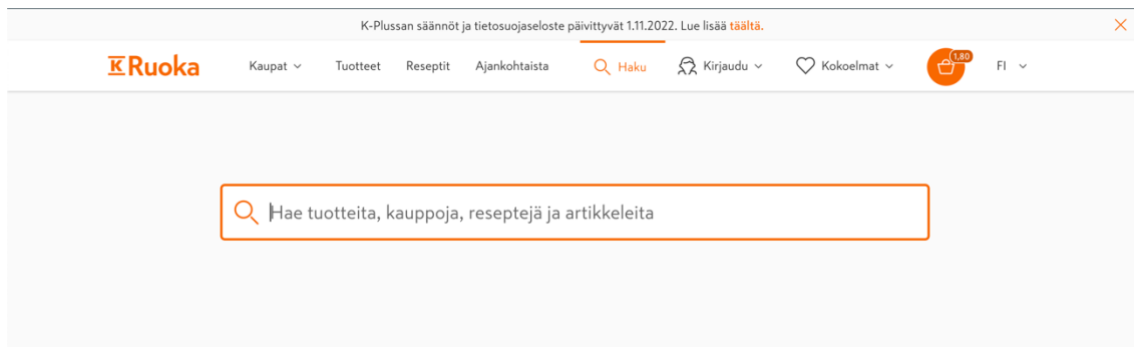 K-Plussan säännöt ja tietosuojaseloste päivittyvät 1.11.2022. Lue lisää täältä.
K Ruoka Kaupat Tuotteet Reseptit Ajankohtaista Haku Kirjaudu Kokoelmat 1,80 FI
Hae tuotteita, kauppoja, reseptejä ja artikkeleita